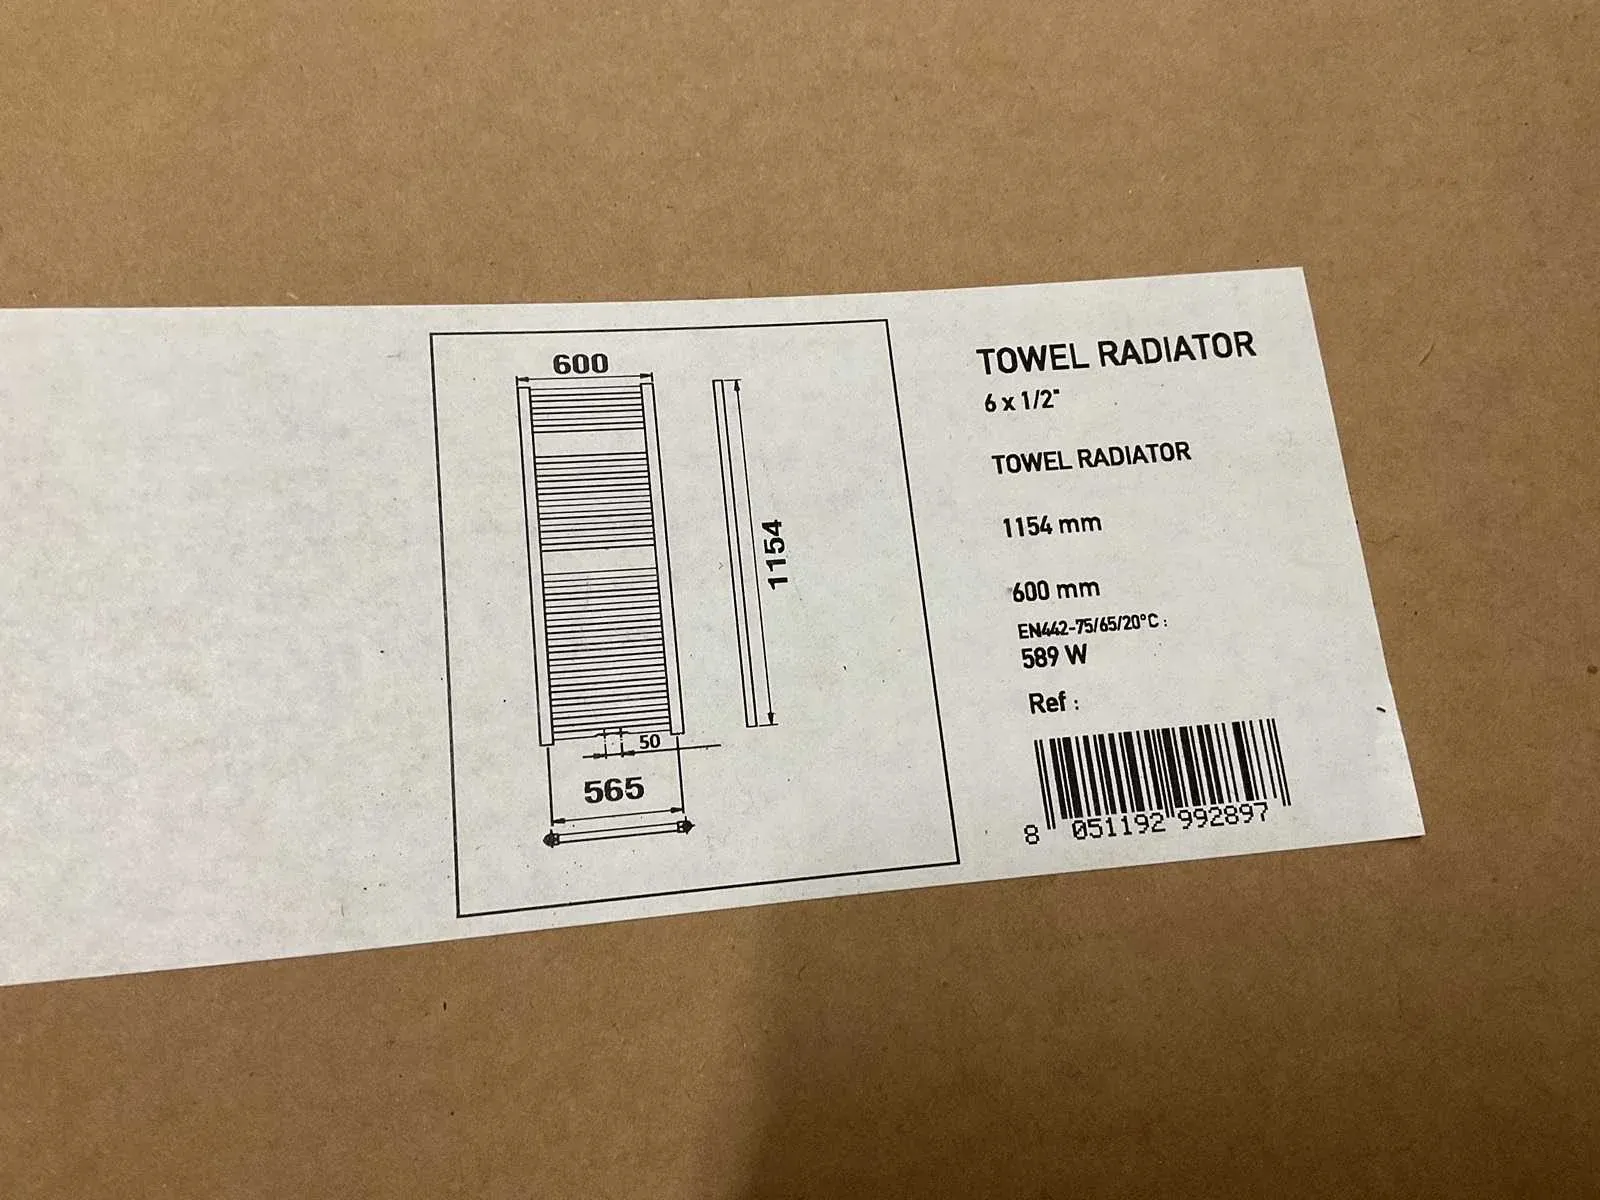 600
1154
50
565
TOWEL RADIATOR
6 x 1/2"
TOWEL RADIATOR
1154 mm
600 mm
EN442-75/65/20°C :
589 W
Ref :
8 051192 992897